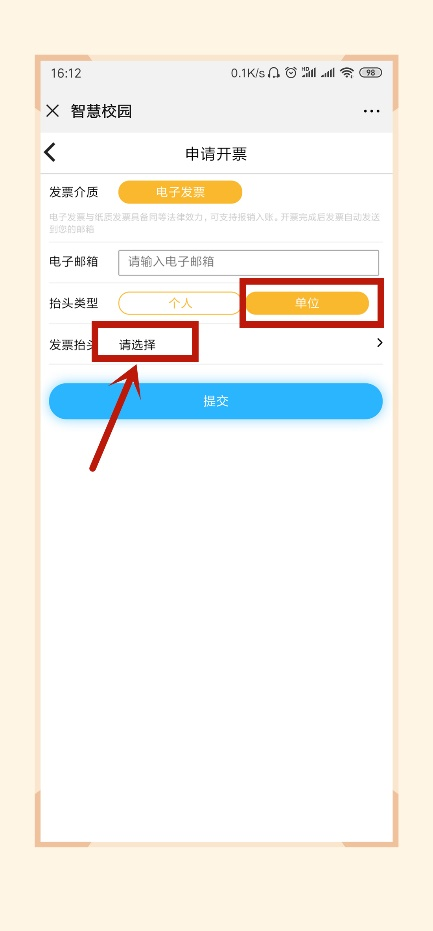 16:12 0.1K/s HD 98
智慧校园
申请开票
发票介质 电子发票
电子发票与纸质发票具备同等法律效力，可支持报销入账。开票完成后发票自动发送
到您的邮箱
电子邮箱 请输入电子邮箱
抬头类型 个人 单位
发票抬头 请选择
提交